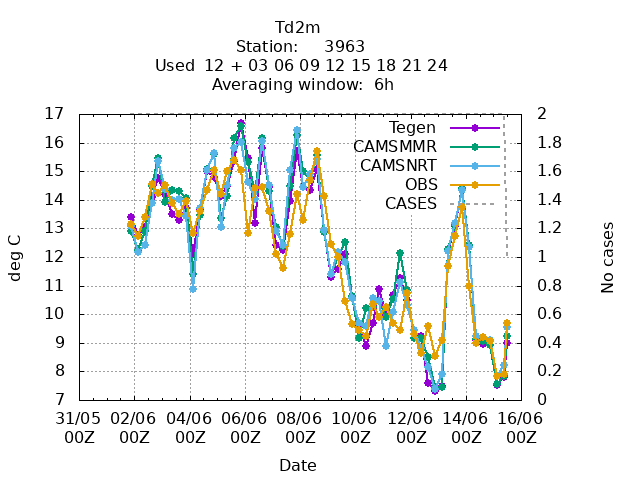 Td2m
Station: 3963
Used 12 + 03 06 09 12 15 18 21 24
Averaging window: 6h
17
16
15
14
13
12
11
10
9
8
7
2
1.8
1.6
1.4
1.2
1
0.8
0.6
0.4
0.2
0
deg C
No cases
Tegen
CAMSMMR
CAMSNRT
OBS
CASES
31/05 02/06 04/06 06/06 08/06 10/06 12/06 14/06 16/06
00Z 00Z 00Z 00Z 00Z 00Z 00Z 00Z 00Z
Date